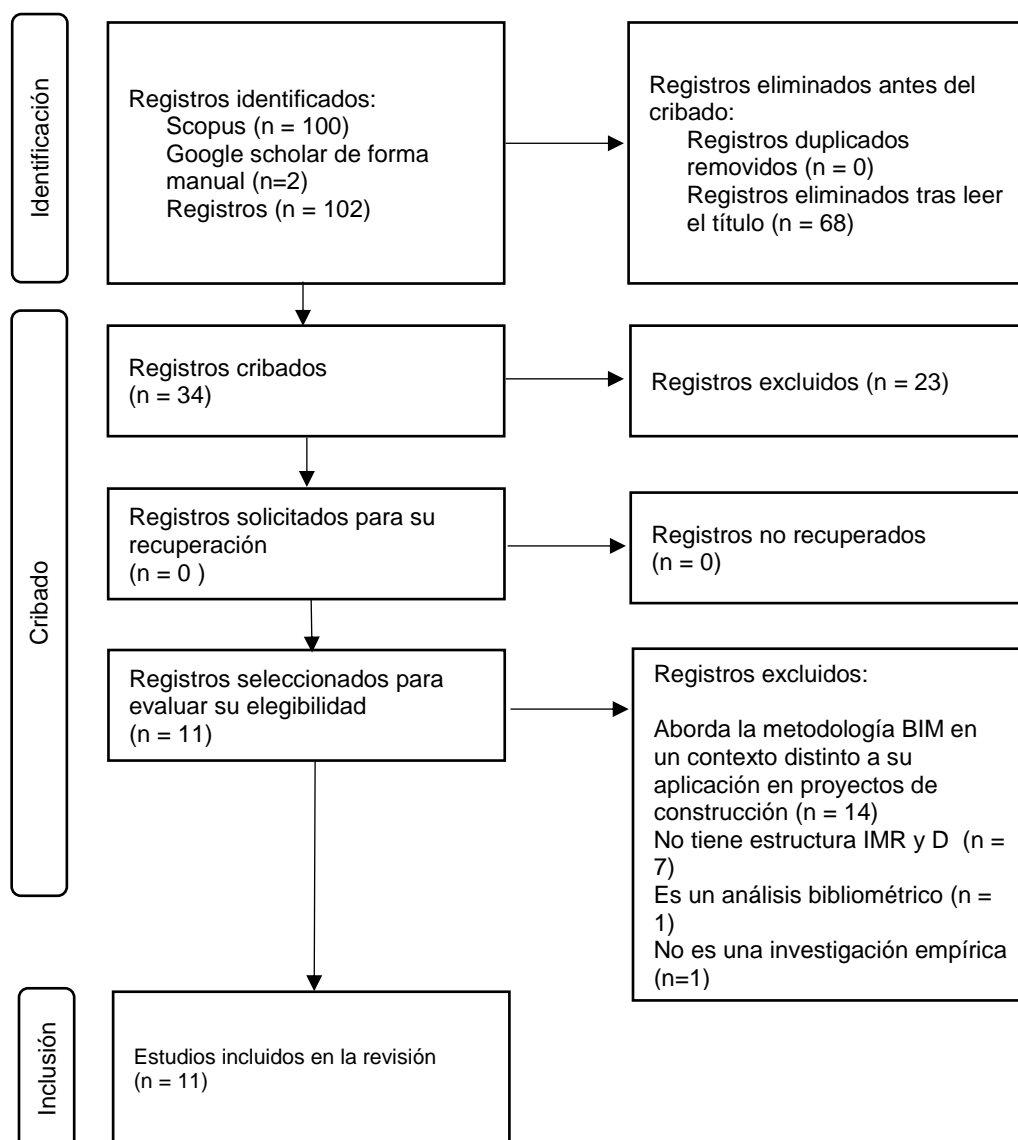 Identificación
Registros identificados:
Scopus (n = 100)
Google scholar de forma
manual (n=2)
Registros (n = 102)
Registros eliminados antes del
cribado:
Registros duplicados
removidos (n = 0)
Registros eliminados tras leer
el título (n = 68)
Cribado
Registros cribados
(n = 34)
Registros excluidos (n = 23)
Registros solicitados para su
recuperación
(n = 0 )
Registros no recuperados
(n = 0)
Registros seleccionados para
evaluar su elegibilidad
(n = 11)
Registros excluidos:
Aborda la metodología BIM en
un contexto distinto a su
aplicación en proyectos de
construcción (n = 14)
No tiene estructura IMR y D  (n =
7)
Es un análisis bibliométrico (n =
1)
No es una investigación empírica
(n=1)
Inclusión
Estudios incluidos en la revisión
(n = 11)